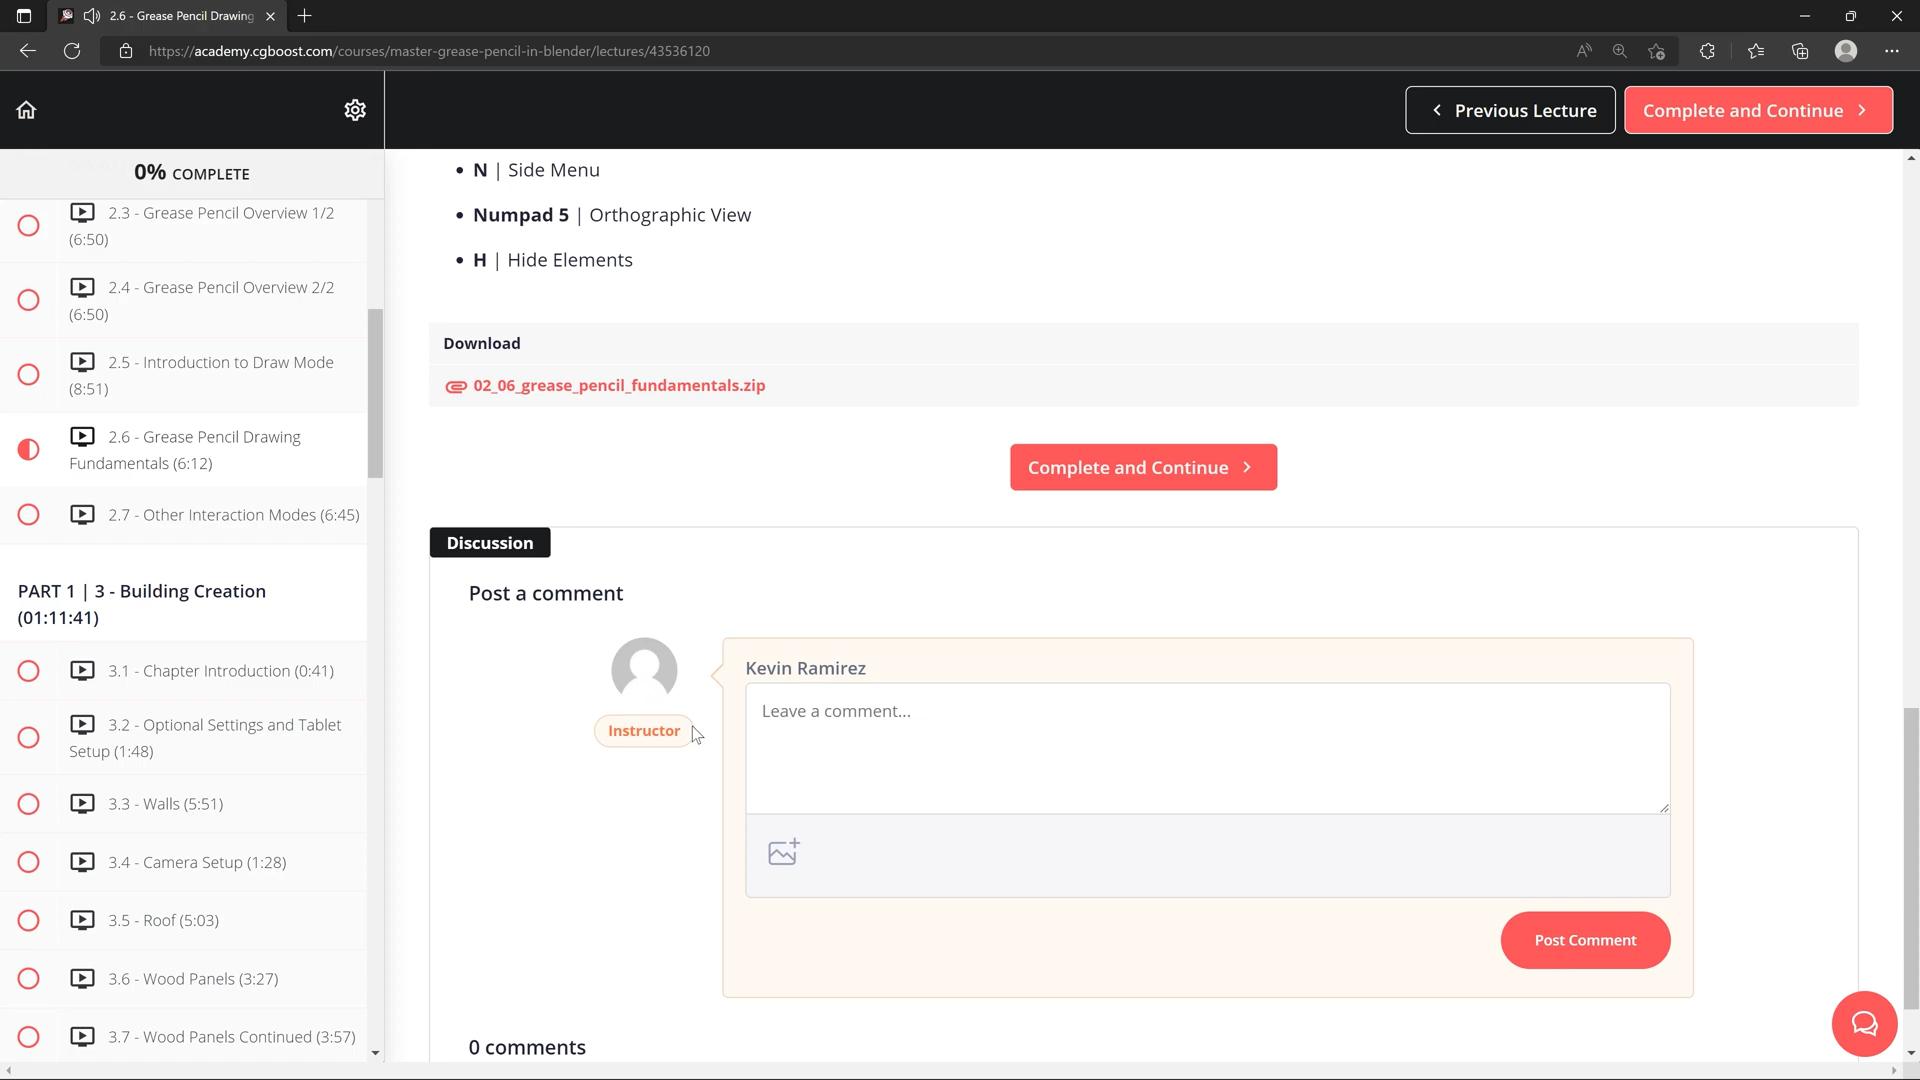 2.6 - Grease Pencil Drawing
https://academy.cgboost.com/courses/master-grease-pencil-in-blender/lectures/43536120
Previous Lecture
Complete and Continue
0% COMPLETE
2.3 - Grease Pencil Overview 1/2
(6:50)
2.4 - Grease Pencil Overview 2/2
(6:50)
2.5 - Introduction to Draw Mode
(8:51)
2.6 - Grease Pencil Drawing
Fundamentals (6:12)
2.7 - Other Interaction Modes (6:45)
PART 1 | 3 - Building Creation
(01:11:41)
3.1 - Chapter Introduction (0:41)
3.2 - Optional Settings and Tablet
Setup (1:48)
3.3 - Walls (5:51)
3.4 - Camera Setup (1:28)
3.5 - Roof (5:03)
3.6 - Wood Panels (3:27)
3.7 - Wood Panels Continued (3:57)
• N | Side Menu
• Numpad 5 | Orthographic View
• H | Hide Elements
Download
02_06_grease_pencil_fundamentals.zip
Complete and Continue
Discussion
Post a comment
Kevin Ramirez
Instructor
Leave a comment...
Post Comment
0 comments